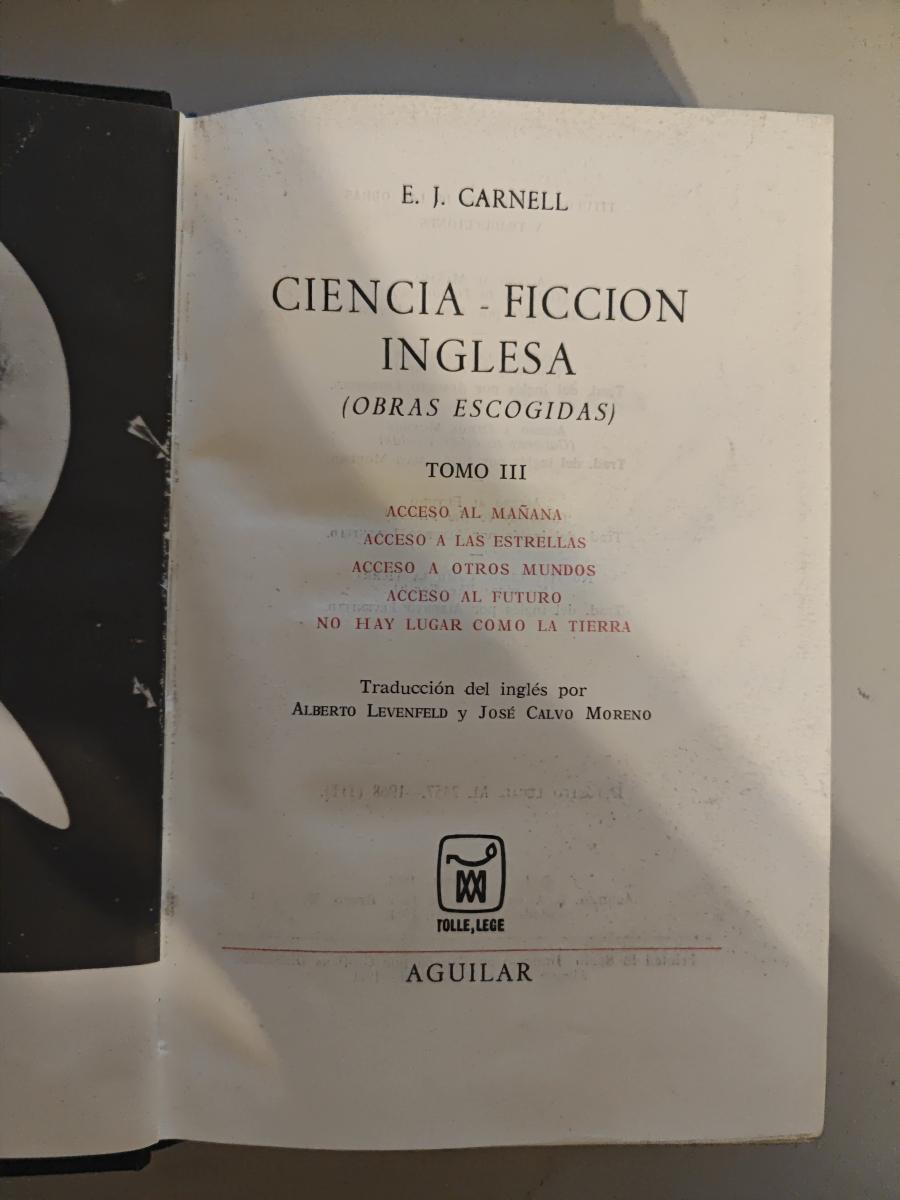 E. J. CARNELL
CIENCIA - FICCION
INGLESA
(OBRAS ESCOGIDAS)
TOMO III
ACCESO AL MAÑANA
ACCESO A LAS ESTRELLAS
ACCESO A OTROS MUNDOS
ACCESO AL FUTURO
NO HAY LUGAR COMO LA TIERRA
Traducción del inglés por
ALBERTO LEVENFELD y JOSÉ CALVO MORENO
TOLLE, LEGE
AGUILAR